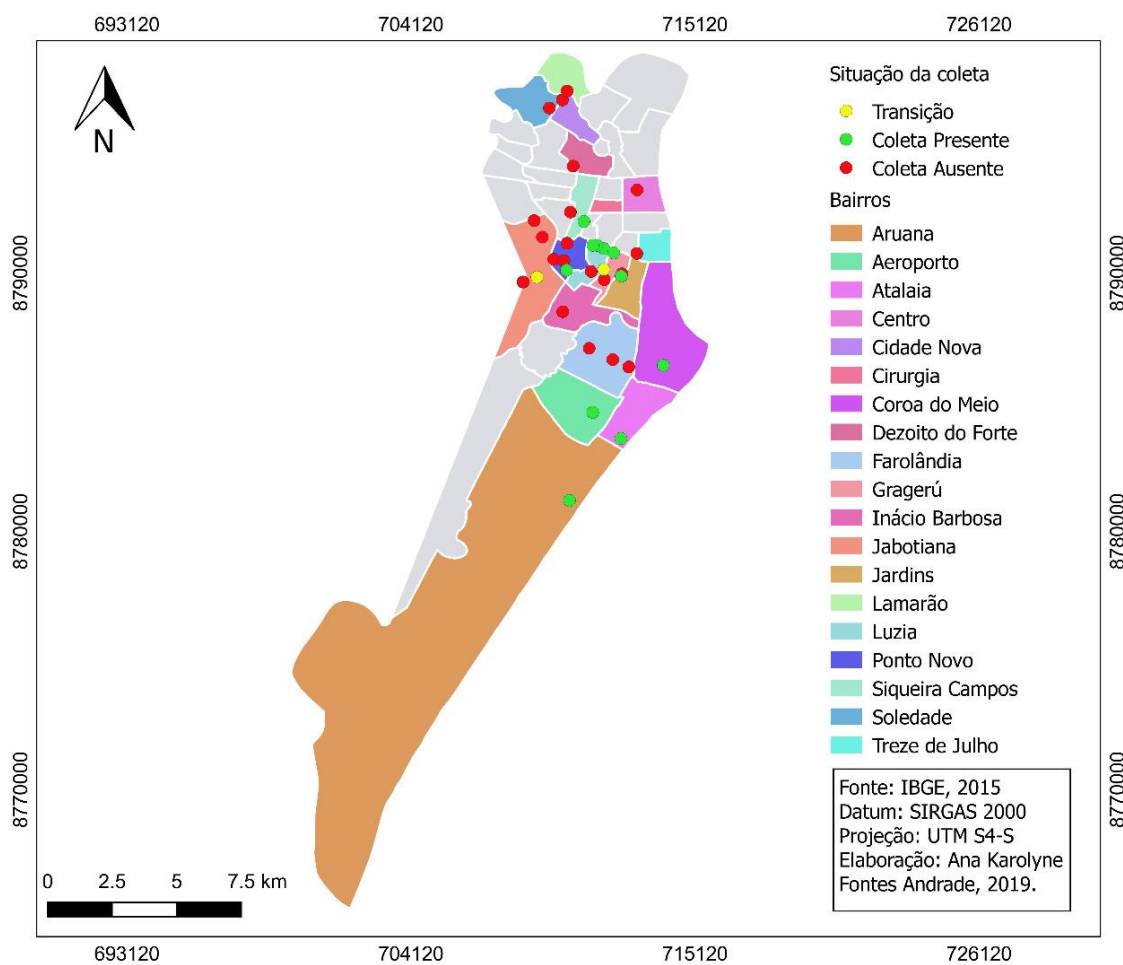 693120 704120 715120 726120
N
Situação da coleta
Transição
Coleta Presente
Coleta Ausente
Bairros
Aruana
Aeroporto
Atalaia
Centro
Cidade Nova
Cirurgia
Coroa do Meio
Dezoito do Forte
Farolândia
Gragerú
Inácio Barbosa
Jabotiana
Jardins
Lamarão
Luzia
Ponto Novo
Siqueira Campos
Soledade
Treze de Julho
8790000 8790000
8780000 8780000
8770000 8770000
Fonte: IBGE, 2015
Datum: SIRGAS 2000
Projeção: UTM S4-S
Elaboração: Ana Karolyne
Fontes Andrade, 2019.
0 2.5 5 7.5 km
693120 704120 715120 726120